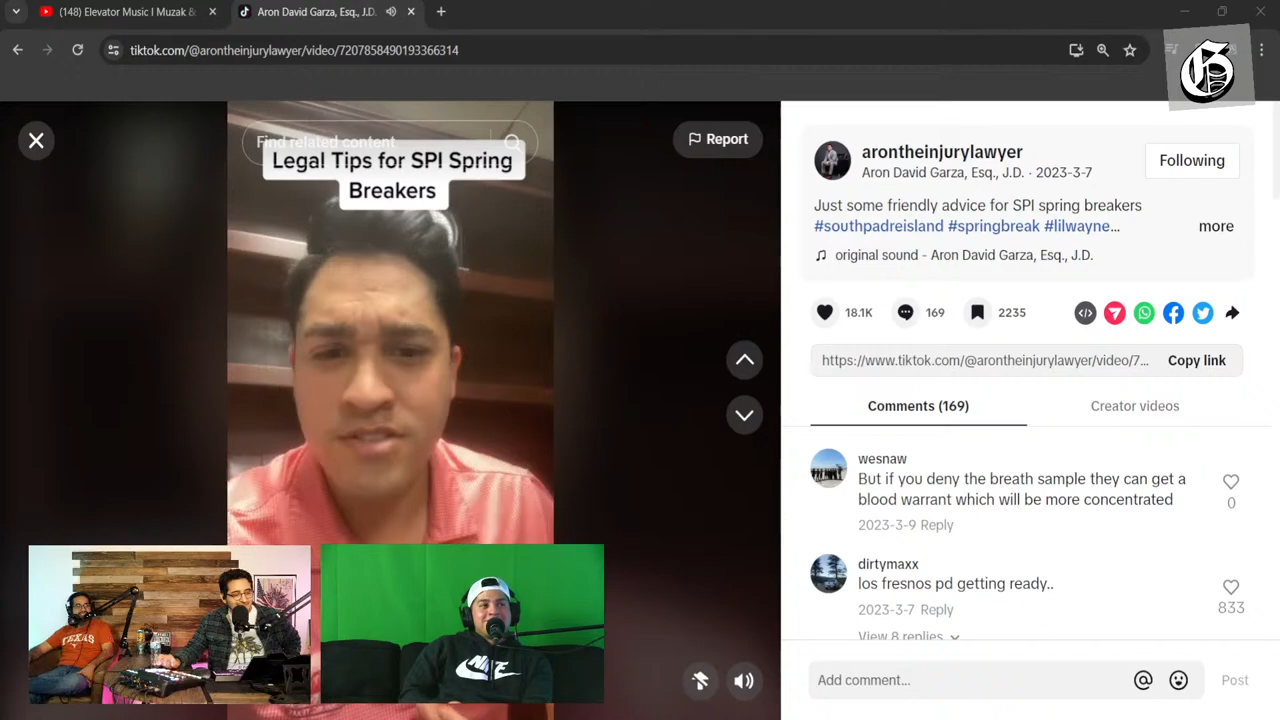 (148) Elevator Music I Muzak &
Aron David Garza, Esq., J.D.
tiktok.com/@arontheinjurylawyer/video/7207858490193366314
Find related content
Report
Legal Tips for SPI Spring
Breakers
arontheinjurylawyer
Aron David Garza, Esq., J.D. · 2023-3-7
Following
Just some friendly advice for SPI spring breakers
#southpadreisland #springbreak #lilwayne...
more
original sound - Aron David Garza, Esq., J.D.
18.1K
169
2235
https://www.tiktok.com/@arontheinjurylawyer/video/7...
Copy link
Comments (169)
Creator videos
wesnaw
But if you deny the breath sample they can get a
blood warrant which will be more concentrated
0
2023-3-9 Reply
dirtymaxx
los fresnos pd getting ready..
833
2023-3-7 Reply
View 8 replies
Add comment...
Post
TEXAS
NIKE